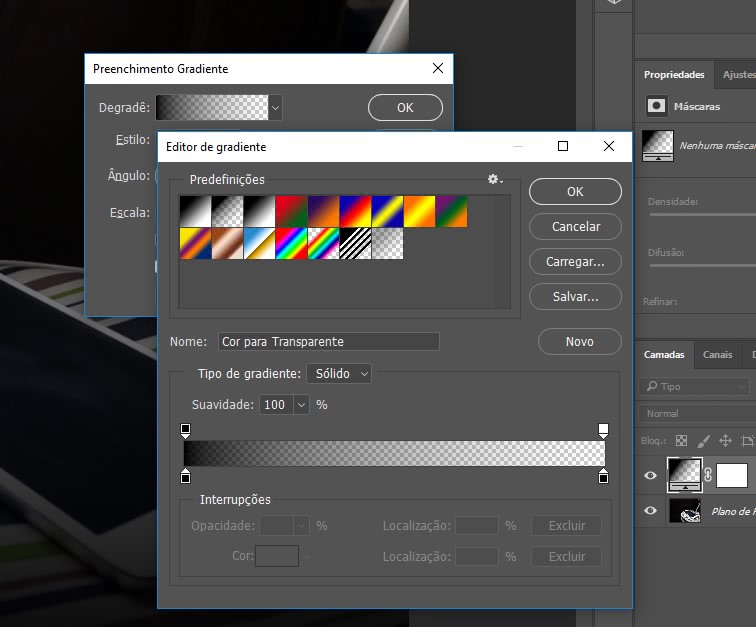 Preenchimento Gradiente
Degradê:
OK
Estilo:
Ângulo:
Escala:
Editor de gradiente
Predefinições
OK
Cancelar
Carregar...
Salvar...
Nome: Cor para Transparente
Novo
Tipo de gradiente: Sólido
Suavidade: 100 %
Interrupções
Opacidade: % Localização: % Excluir
Cor: Localização: % Excluir
Propriedades Ajustes
Máscaras
Nenhuma máscar
Densidade:
Difusão:
Refinar:
Camadas Canais D
Tipo
Normal
Bloq.:
Plano de F